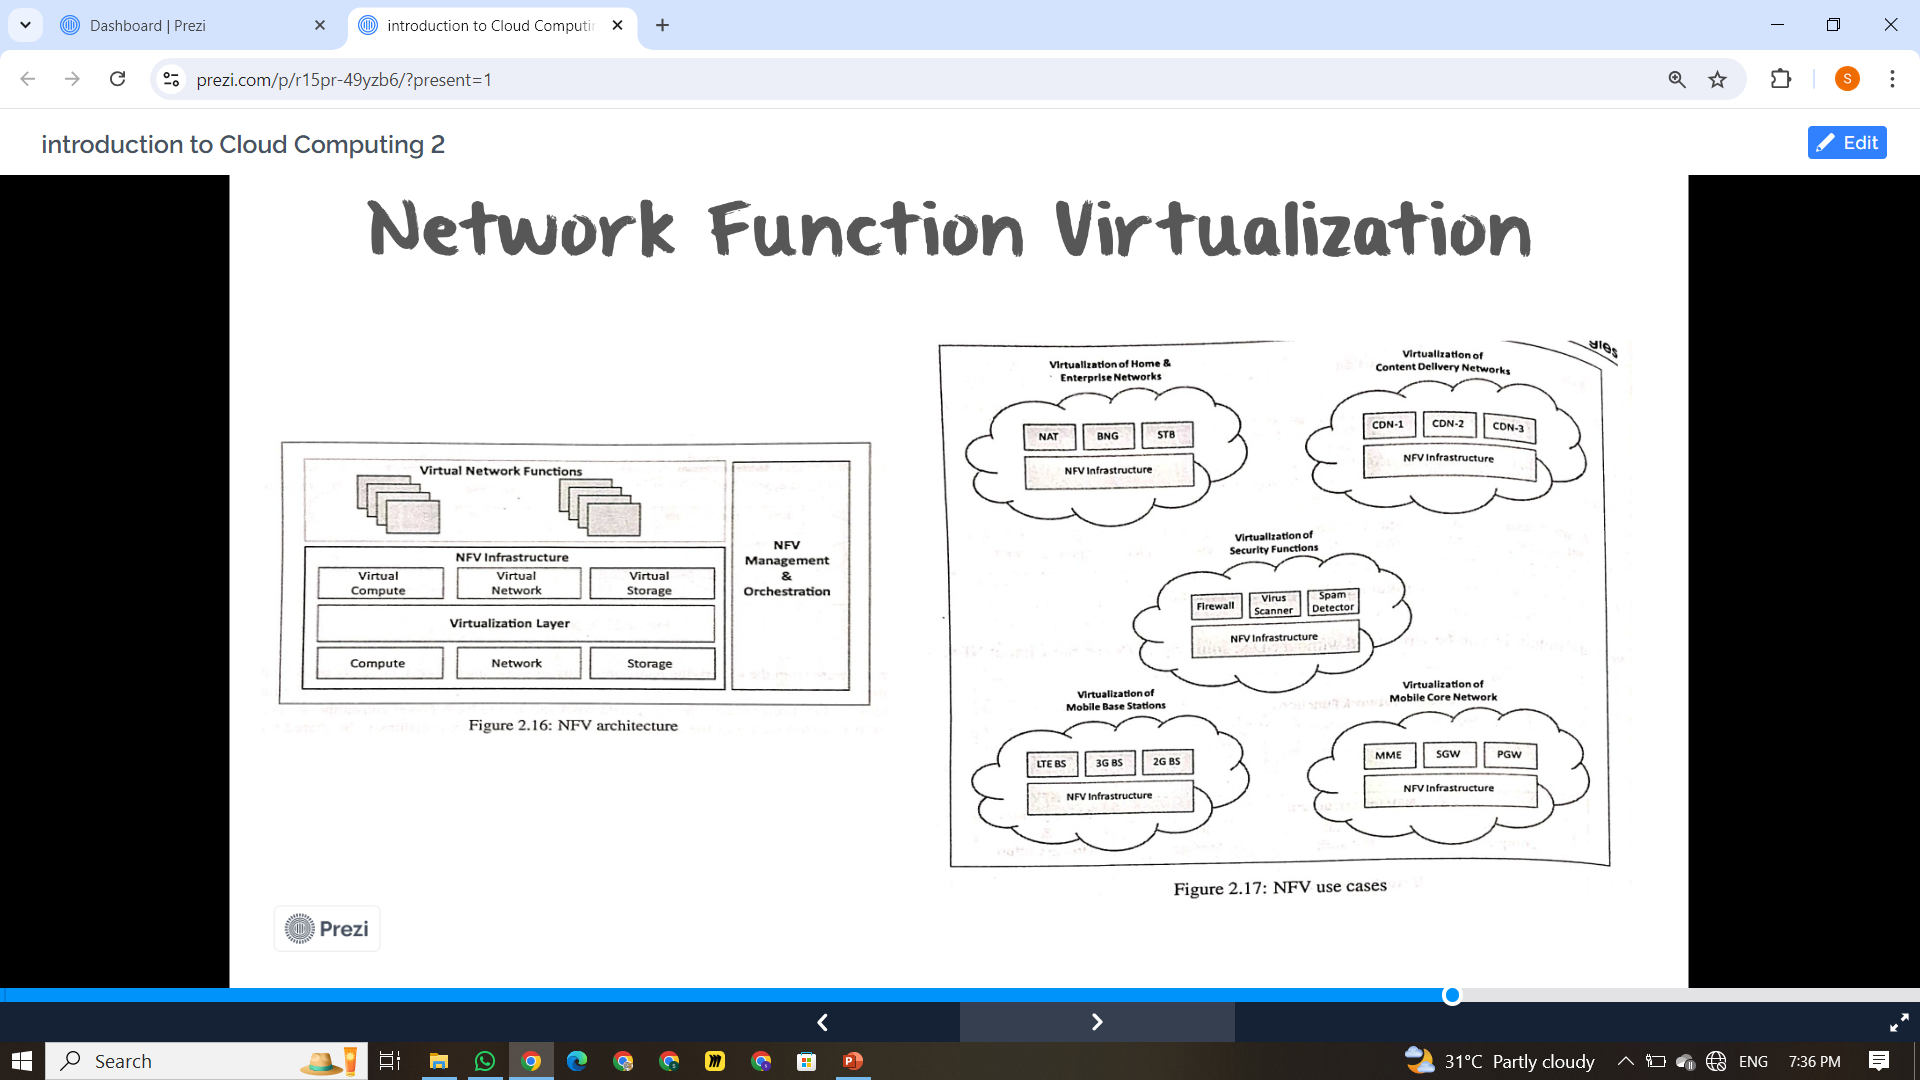 Dashboard | Prezi
introduction to Cloud Computin
prezi.com/p/r15pr-49yzb6/?present=1
S
introduction to Cloud Computing 2
Edit
Network Function Virtualization
Virtual Network Functions
NFV Infrastructure
Virtual Compute
Virtual Network
Virtual Storage
Virtualization Layer
Compute
Network
Storage
NFV
Management
&
Orchestration
Figure 2.16: NFV architecture
Virtualization of Home &
Enterprise Networks
NAT
BNG
STB
NFV Infrastructure
Virtualization of
Content Delivery Networks
CDN-1
CDN-2
CDN-3
NFV Infrastructure
Virtualization of
Security Functions
Firewall
Virus Scanner
Spam Detector
NFV Infrastructure
Virtualization of
Mobile Base Stations
LTE BS
3G BS
2G BS
NFV Infrastructure
Virtualization of
Mobile Core Network
MME
SGW
PGW
NFV Infrastructure
Figure 2.17: NFV use cases
Prezi
Search
31°C Partly cloudy
ENG
7:36 PM